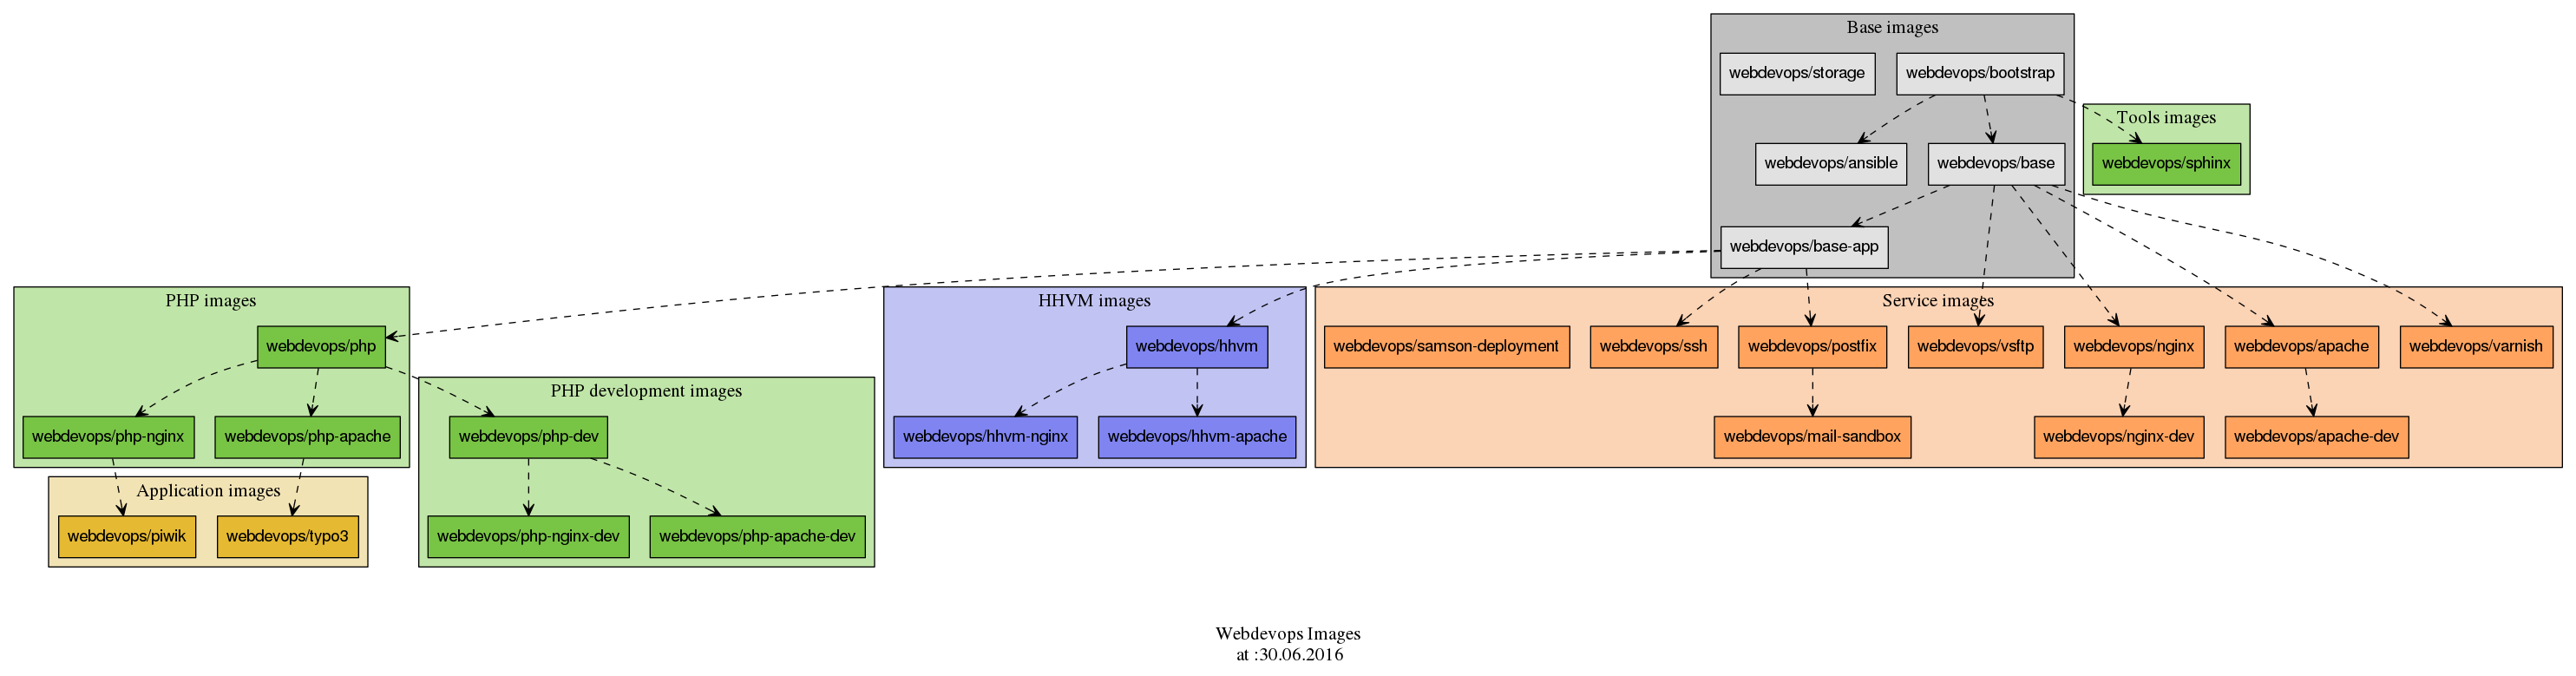 Base images
webdevops/storage
webdevops/bootstrap
Tools images
webdevops/ansible
webdevops/base
webdevops/sphinx
webdevops/base-app
PHP images
HHVM images
Service images
webdevops/php
webdevops/hhvm
webdevops/samson-deployment
webdevops/ssh
webdevops/postfix
webdevops/vsftp
webdevops/nginx
webdevops/apache
webdevops/varnish
PHP development images
webdevops/php-nginx
webdevops/php-apache
webdevops/php-dev
webdevops/hhvm-nginx
webdevops/hhvm-apache
webdevops/mail-sandbox
webdevops/nginx-dev
webdevops/apache-dev
Application images
webdevops/piwik
webdevops/typo3
webdevops/php-nginx-dev
webdevops/php-apache-dev
Webdevops Images
at :30.06.2016